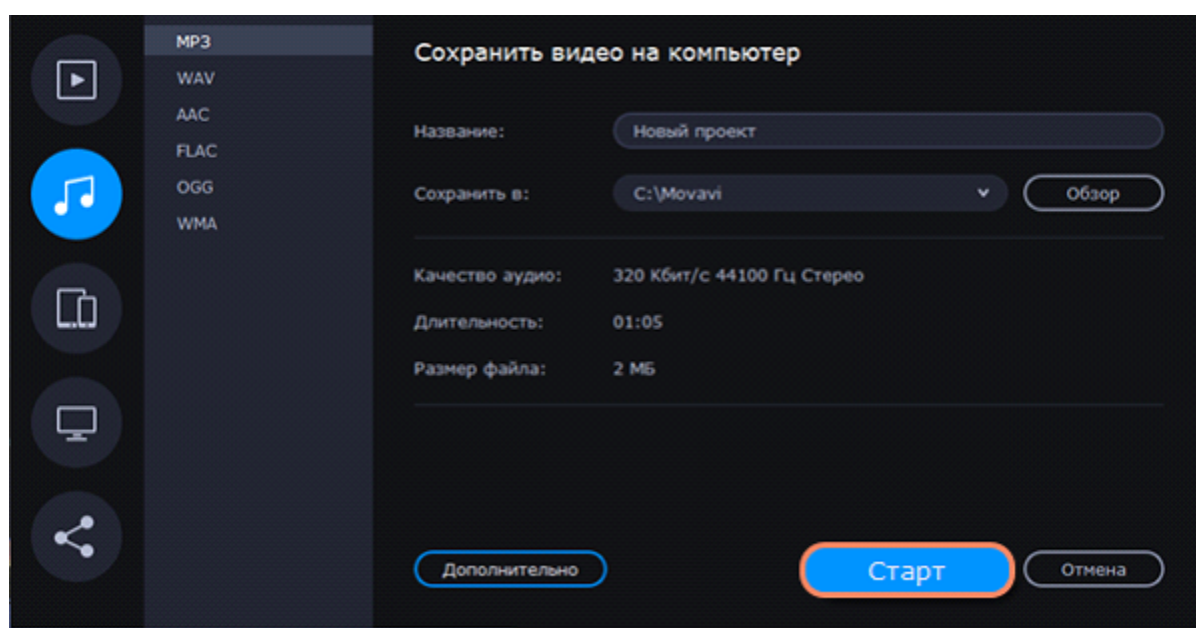 MP3
WAV
AAC
FLAC
OGG
WMA
Сохранить видео на компьютер
Название: Новый проект
Сохранить в: C:\Movavi Обзор
Качество аудио: 320 Кбит/с 44100 Гц Стерео
Длительность: 01:05
Размер файла: 2 МБ
Дополнительно Старт Отмена